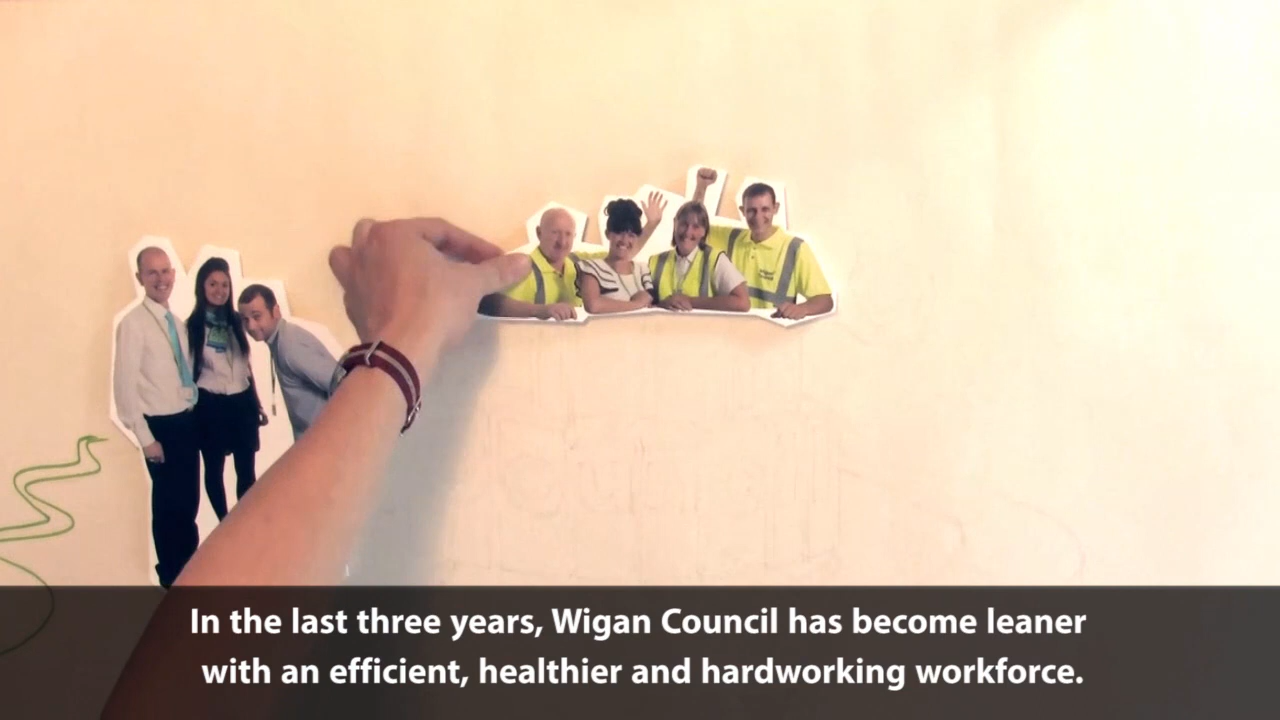 In the last three years, Wigan Council has become leaner
with an efficient, healthier and hardworking workforce.